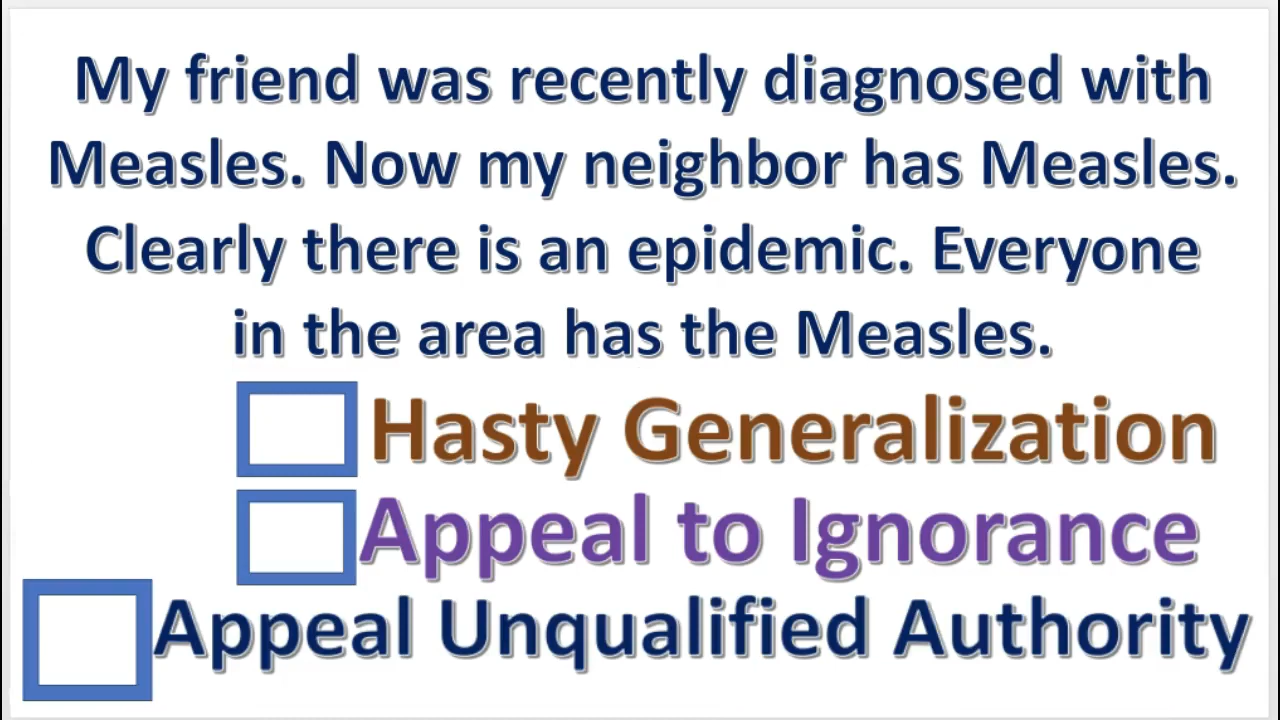 My friend was recently diagnosed with
Measles. Now my neighbor has Measles.
Clearly there is an epidemic. Everyone
in the area has the Measles.
Hasty Generalization
Appeal to Ignorance
Appeal Unqualified Authority